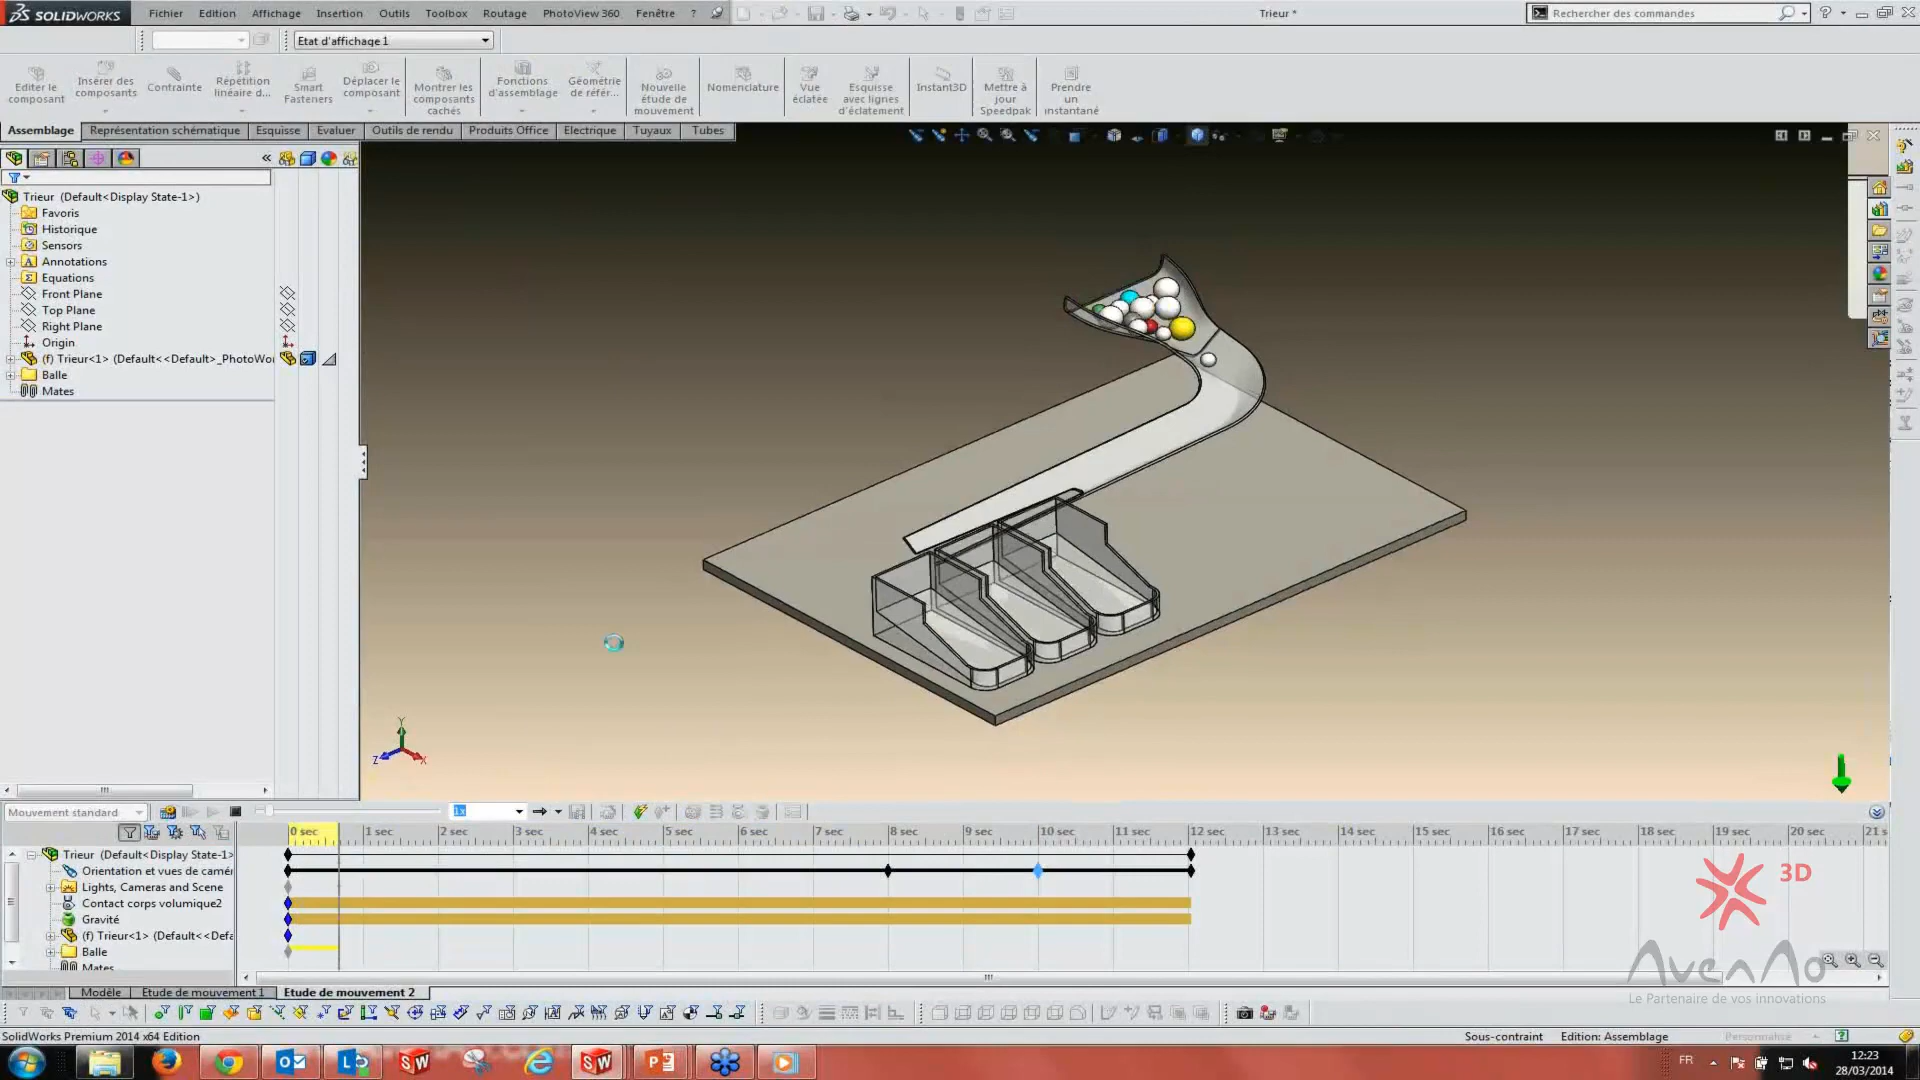 SOLIDWORKS Fichier Edition Affichage Insertion Outils Toolbox Routage PhotoView 360 Fenêtre ? Trieur * Rechercher des commandes
Etat d'affichage 1
Editer le composant
Insérer des composants
Contrainte
Répétition linéaire d...
Smart Fasteners
Déplacer le composant
Montrer les composants cachés
Fonctions d'assemblage
Géométrie de référ...
Nouvelle étude de mouvement
Nomenclature
Vue éclatée
Esquisse avec lignes d'éclatement
Instant3D
Mettre à jour Speedpak
Prendre un instantané
Assemblage Représentation schématique Esquisse Evaluer Outils de rendu Produits Office Electrique Tuyaux Tubes
Trieur (Default<Display State-1>)
Favoris
Historique
Sensors
Annotations
Equations
Front Plane
Top Plane
Right Plane
Origin
(f) Trieur<1> (Default<<Default>_PhotoWo
Balle
Mates
Y
Z
X
Mouvement standard 1x
0 sec 1 sec 2 sec 3 sec 4 sec 5 sec 6 sec 7 sec 8 sec 9 sec 10 sec 11 sec 12 sec 13 sec 14 sec 15 sec 16 sec 17 sec 18 sec 19 sec 20 sec 21 s
Trieur (Default<Display State-1>
Orientation et vues de camér
Lights, Cameras and Scene
Contact corps volumique2
Gravité
(f) Trieur<1> (Default<<Defa
Balle
Mates
3D
AvenAo
Le Partenaire de vos innovations
Modèle Etude de mouvement 1 Etude de mouvement 2
SolidWorks Premium 2014 x64 Edition Sous-contraint Edition: Assemblage Personnalisé
FR 12:23
28/03/2014